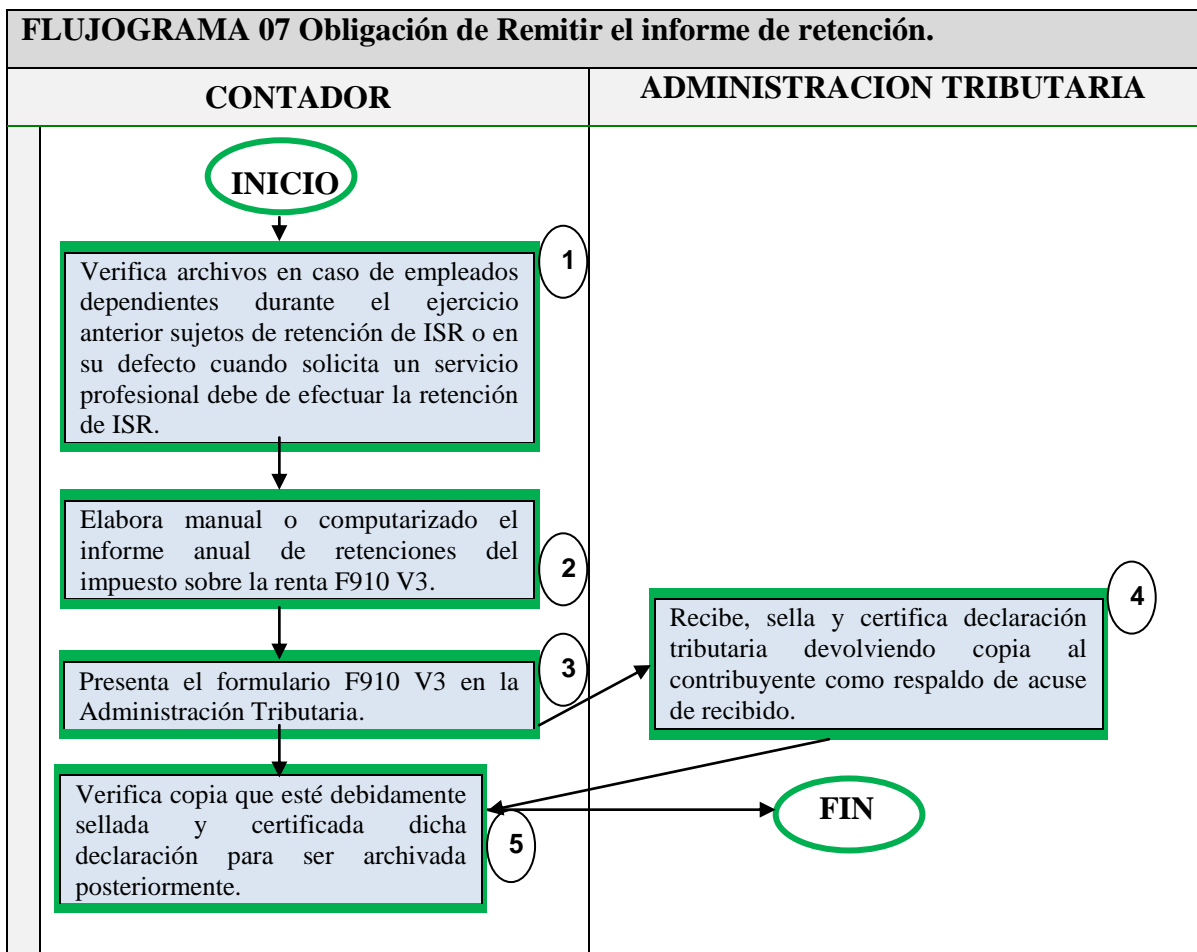 FLUJOGRAMA 07 Obligación de Remitir el informe de retención.
CONTADOR
ADMINISTRACION TRIBUTARIA
INICIO
1
Verifica archivos en caso de empleados
dependientes durante el ejercicio
anterior sujetos de retención de ISR o en
su defecto cuando solicita un servicio
profesional debe de efectuar la retención
de ISR.
Elabora manual o computarizado el
informe anual de retenciones del
impuesto sobre la renta F910 V3.
2
Presenta el formulario F910 V3 en la
Administración Tributaria.
3
4
Recibe, sella y certifica declaración
tributaria devolviendo copia al
contribuyente como respaldo de acuse
de recibido.
Verifica copia que esté debidamente
sellada y certificada dicha
declaración para ser archivada
posteriormente.
5
FIN